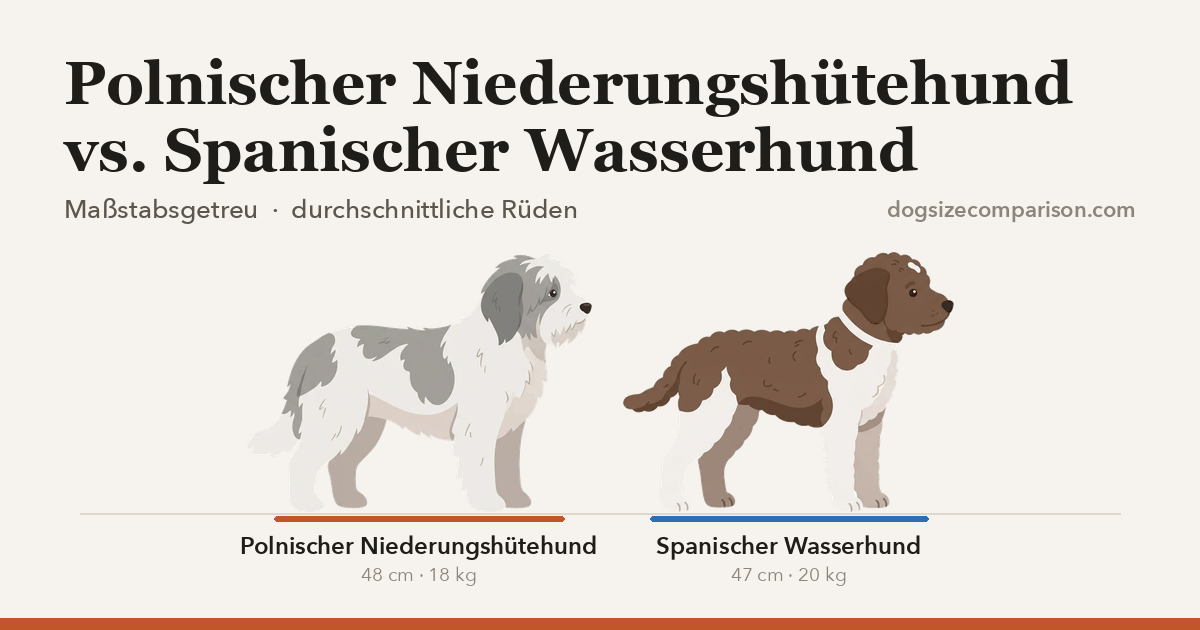 Polnischer Niederungshütehund
vs. Spanischer Wasserhund
Maßstabsgetreu · durchschnittliche Rüden
dogsizecomparison.com
Polnischer Niederungshütehund
48 cm · 18 kg
Spanischer Wasserhund
47 cm · 20 kg